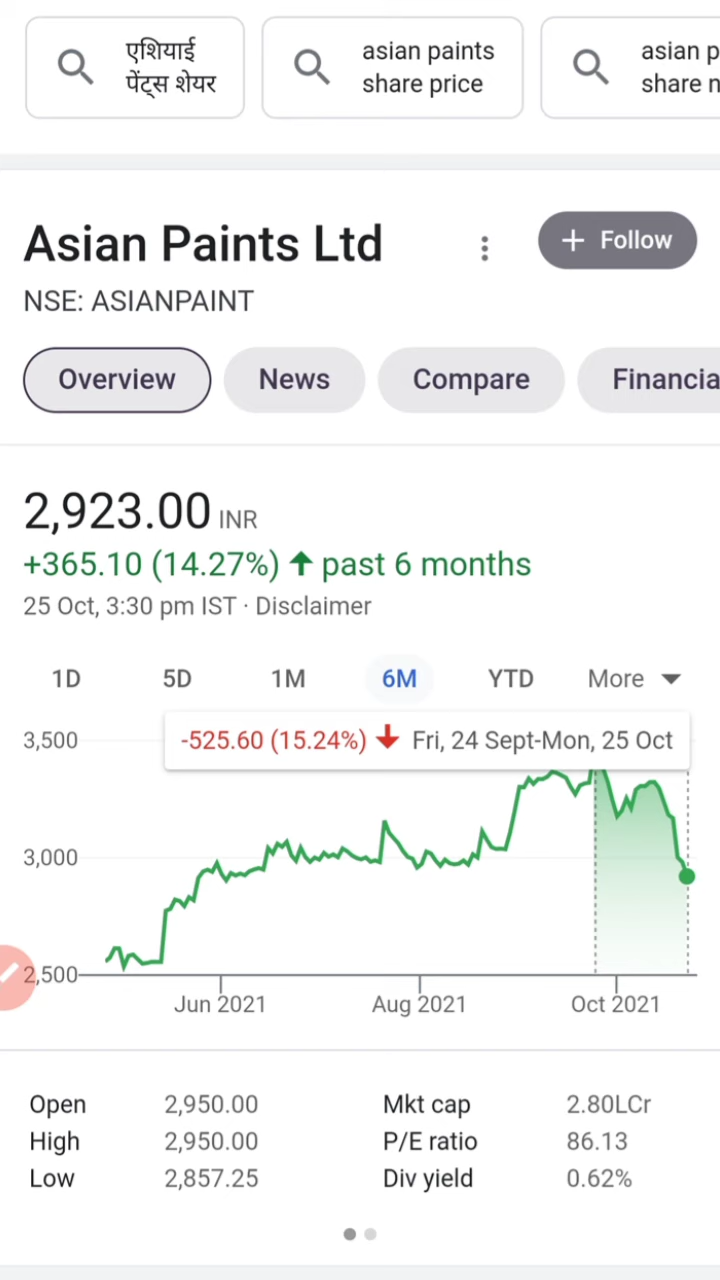 एशियाई
पेंट्स शेयर
asian paints
share price
asian p
share n
Asian Paints Ltd
+ Follow
NSE: ASIANPAINT
Overview
News
Compare
Financia
2,923.00 INR
+365.10 (14.27%) ↑ past 6 months
25 Oct, 3:30 pm IST · Disclaimer
1D 5D 1M 6M YTD More
3,500
-525.60 (15.24%) ↓ Fri, 24 Sept-Mon, 25 Oct
3,000
2,500
Jun 2021 Aug 2021 Oct 2021
Open 2,950.00 Mkt cap 2.80LCr
High 2,950.00 P/E ratio 86.13
Low 2,857.25 Div yield 0.62%